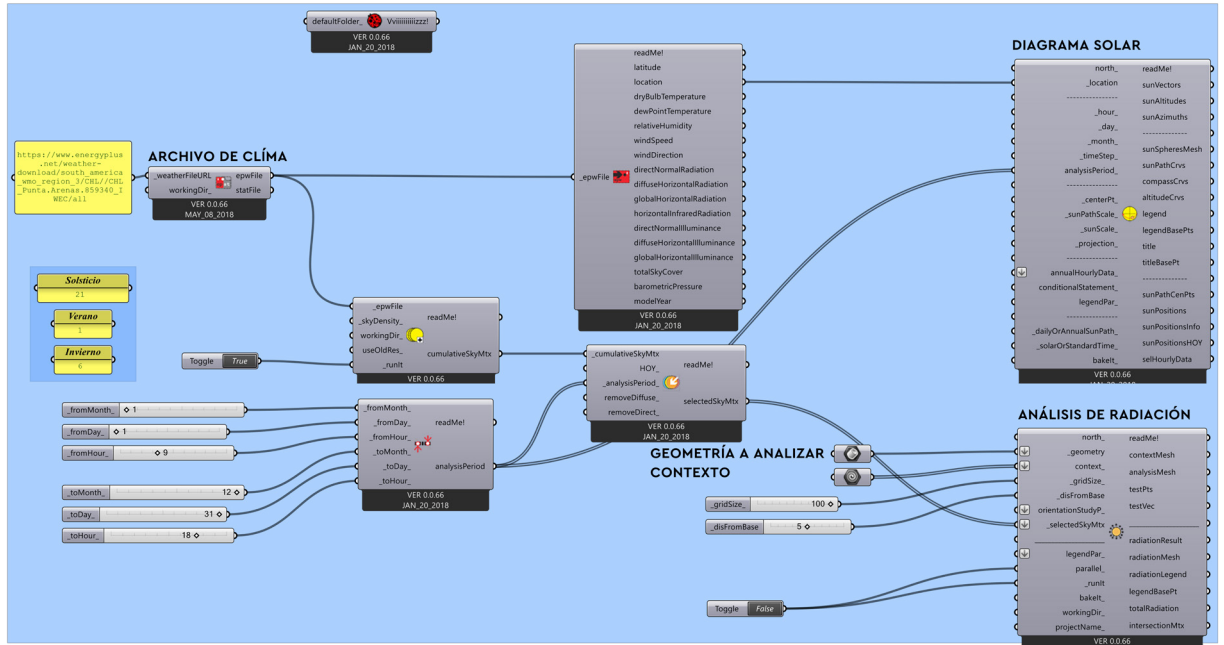 defaultFolder_ Vviiiiiiiiizzz!
VER 0.0.66
JAN_20_2018
https://www.energyplus
.net/weather-
download/south_america
_wmo_region_3/CHL//CHL
_Punta.Arenas.859340_I
WEC/all
ARCHIVO DE CLÍMA
_weatherFileURL epwFile
workingDir_ statFile
VER 0.0.66
MAY_08_2018
Solsticio
21
Verano
1
Invierno
6
Toggle True
_epwFile
_skyDensity_
workingDir_
useOldRes_
_runIt
readMe!
cumulativeSkyMtx
VER 0.0.66
_fromMonth_ 1
_fromDay_ 1
_fromHour_ 9
_toMonth_ 12
_toDay_ 31
_toHour_ 18
_fromMonth_
_fromDay_
_fromHour_
_toMonth_
_toDay_
_toHour_
readMe!
analysisPeriod
VER 0.0.66
JAN_20_2018
_epwFile
readMe!
latitude
location
dryBulbTemperature
dewPointTemperature
relativeHumidity
windSpeed
windDirection
directNormalRadiation
diffuseHorizontalRadiation
globalHorizontalRadiation
horizontalInfraredRadiation
directNormalIlluminance
diffuseHorizontalIlluminance
globalHorizontalIlluminance
totalSkyCover
barometricPressure
modelYear
VER 0.0.66
JAN_20_2018
_cumulativeSkyMtx
HOY_
_analysisPeriod_
removeDiffuse_
removeDirect_
readMe!
selectedSkyMtx
VER 0.0.66
JAN_20_2018
GEOMETRÍA A ANALIZAR
CONTEXTO
_gridSize_ 100
_disFromBase 5
Toggle False
DIAGRAMA SOLAR
north_
_location
----------------
_hour_
_day_
_month_
_timeStep_
analysisPeriod_
----------------
_centerPt_
_sunPathScale_
_sunScale_
_projection_
----------------
annualHourlyData_
conditionalStatement_
legendPar_
----------------
_dailyOrAnnualSunPath_
_solarOrStandardTime_
bakeIt_
readMe!
sunVectors
sunAltitudes
sunAzimuths
-------------
sunSpheresMesh
sunPathCrvs
compassCrvs
altitudeCrvs
legend
legendBasePts
title
titleBasePt
-------------
sunPathCenPts
sunPositions
sunPositionsInfo
sunPositionsHOY
selHourlyData
VER 0.0.66
JAN_20_2018
ANÁLISIS DE RADIACIÓN
north_
_geometry
context_
_gridSize_
_disFromBase
orientationStudyP_
_selectedSkyMtx
________________
legendPar_
parallel_
_runIt
bakeIt_
workingDir_
projectName_
readMe!
contextMesh
analysisMesh
testPts
testVec
________________
radiationResult
radiationMesh
radiationLegend
legendBasePt
totalRadiation
intersectionMtx
VER 0.0.66